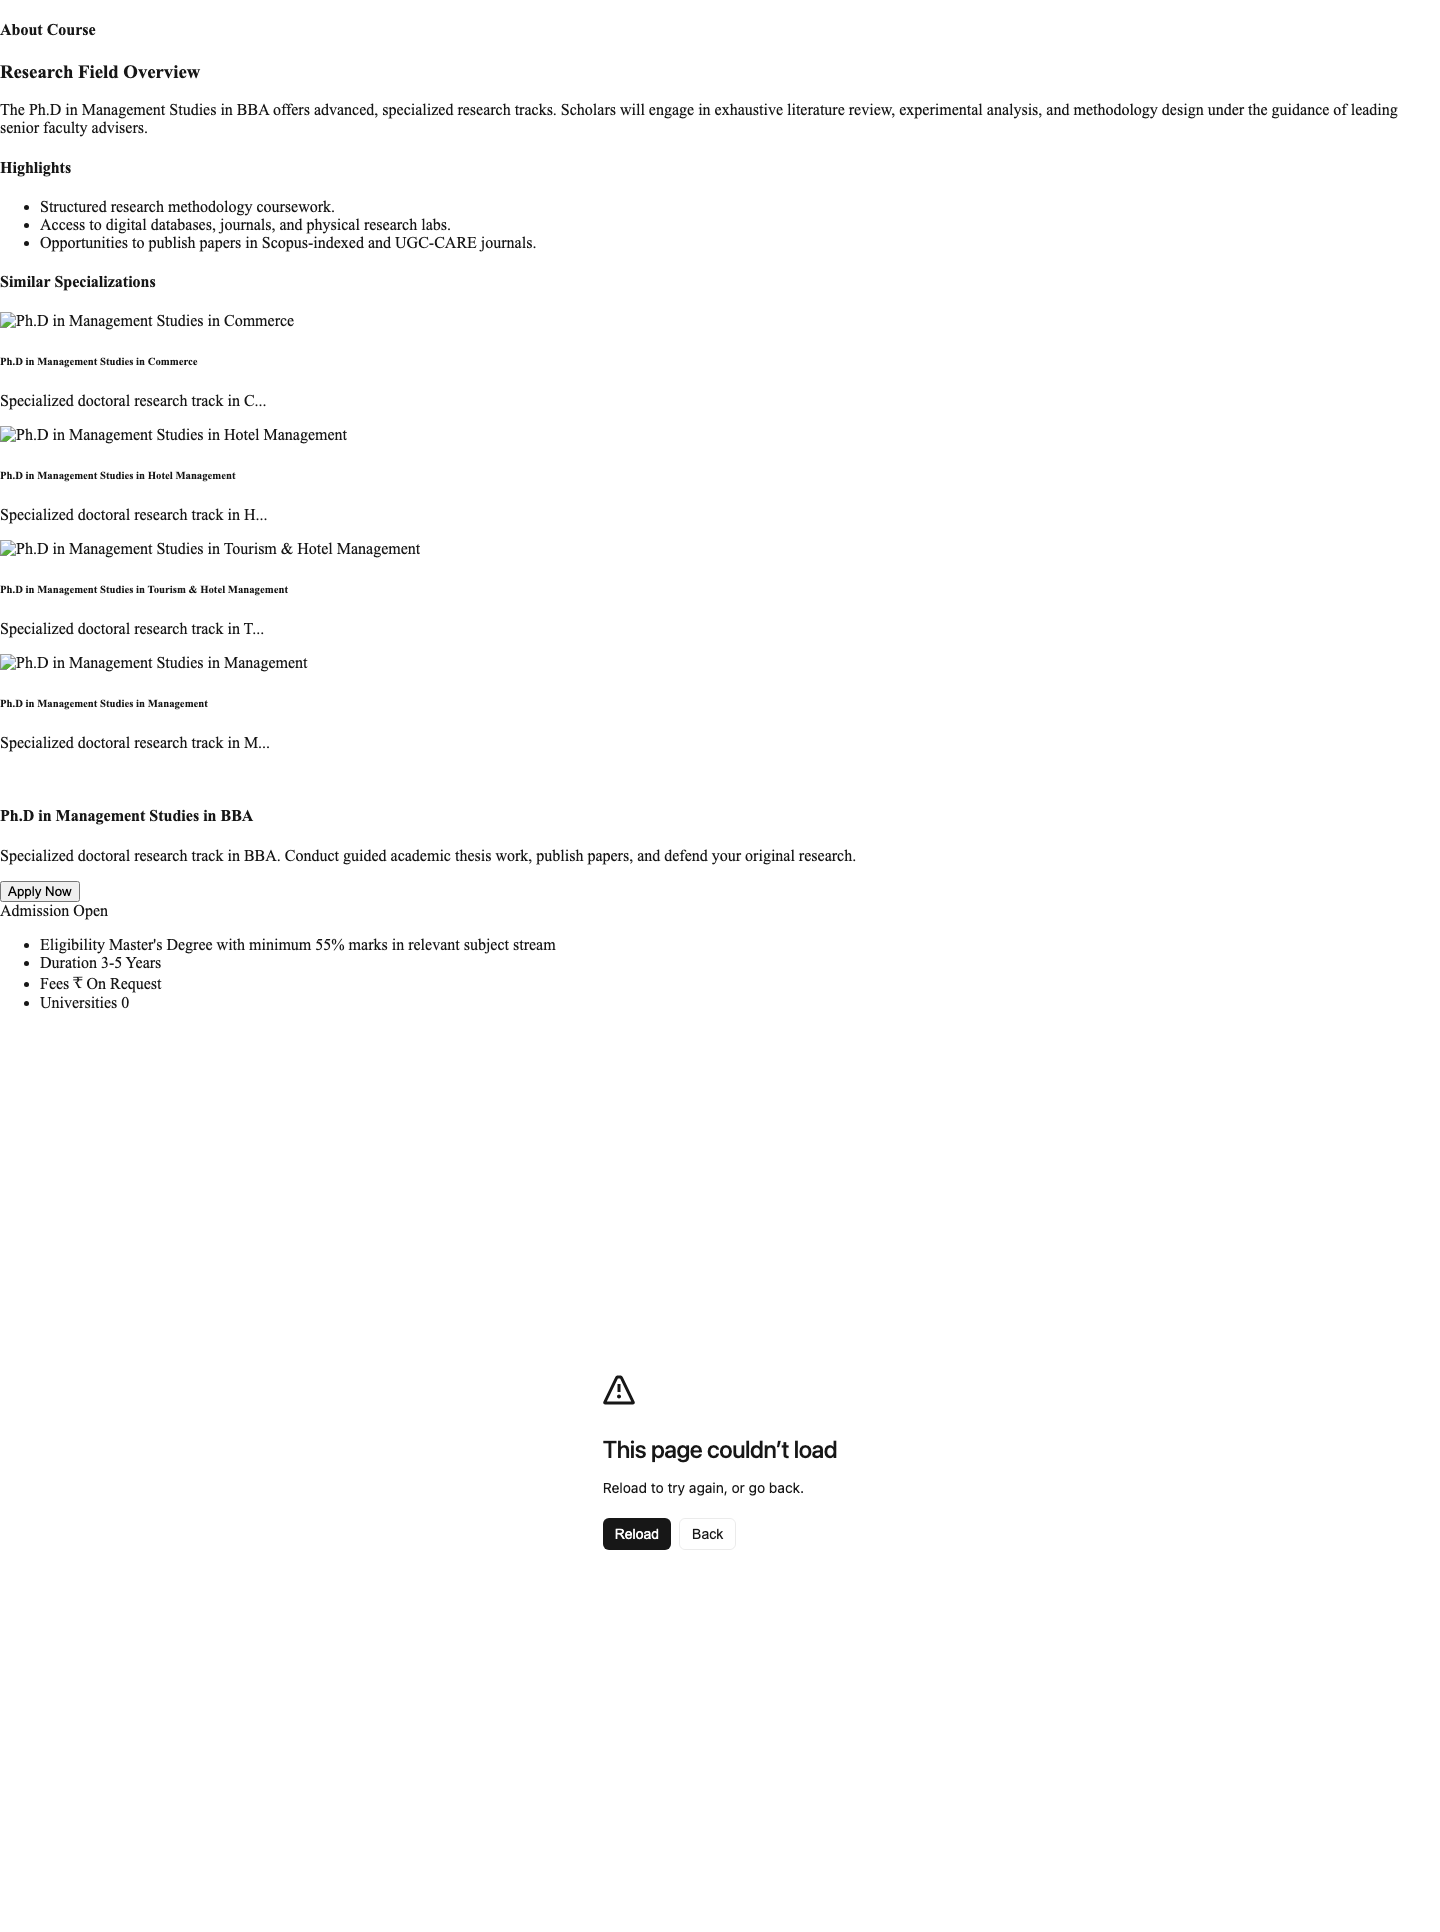 About Course
Research Field Overview
The Ph.D in Management Studies in BBA offers advanced, specialized research tracks. Scholars will engage in exhaustive literature review, experimental analysis, and methodology design under the guidance of leading
senior faculty advisers.
Highlights
Structured research methodology coursework.
Access to digital databases, journals, and physical research labs.
Opportunities to publish papers in Scopus-indexed and UGC-CARE journals.
Similar Specializations
Ph.D in Management Studies in Commerce
Ph.D in Management Studies in Commerce
Specialized doctoral research track in C...
Ph.D in Management Studies in Hotel Management
Ph.D in Management Studies in Hotel Management
Specialized doctoral research track in H...
Ph.D in Management Studies in Tourism & Hotel Management
Ph.D in Management Studies in Tourism & Hotel Management
Specialized doctoral research track in T...
Ph.D in Management Studies in Management
Ph.D in Management Studies in Management
Specialized doctoral research track in M...
Ph.D in Management Studies in BBA
Specialized doctoral research track in BBA. Conduct guided academic thesis work, publish papers, and defend your original research.
Apply Now
Admission Open
Eligibility Master's Degree with minimum 55% marks in relevant subject stream
Duration 3-5 Years
Fees ₹ On Request
Universities 0
This page couldn’t load
Reload to try again, or go back.
Reload Back